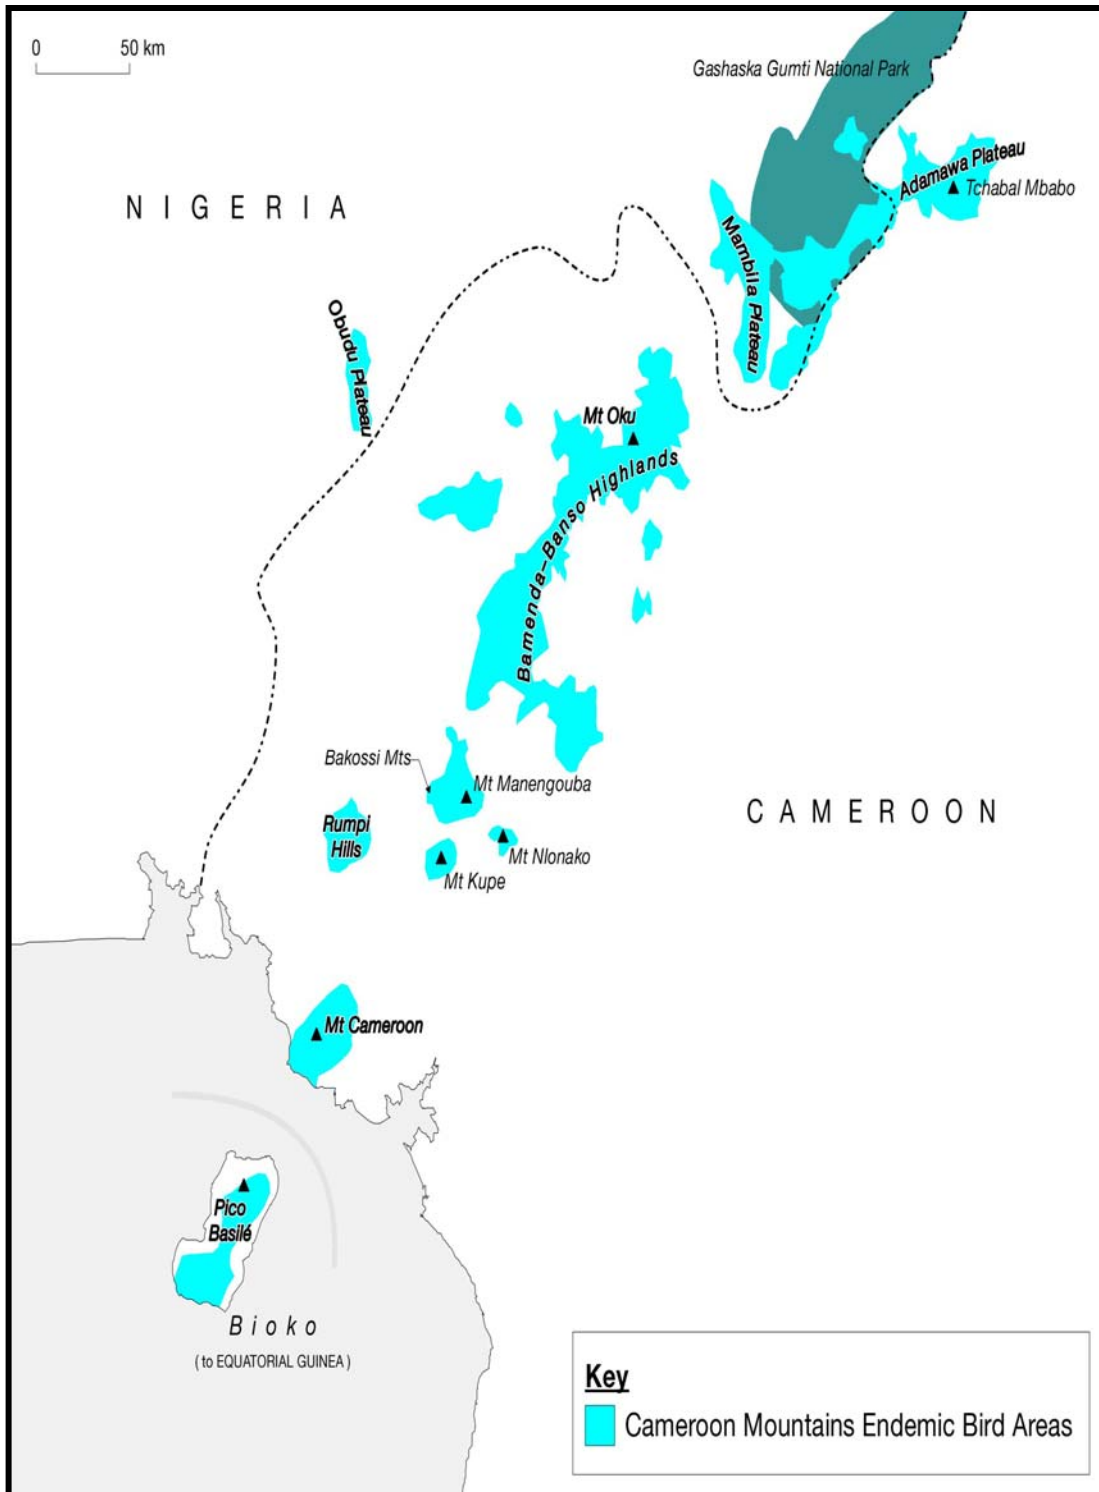 0 50 km
Gashaska Gumti National Park
NIGERIA
Adamawa Plateau
Tchabal Mbabo
Mambila Plateau
Obudu Plateau
Mt Oku
Bamenda–Banso Highlands
Bakossi Mts
Mt Manengouba
CAMEROON
Rumpi
Hills
Mt Nlonako
Mt Kupe
Mt Cameroon
Pico
Basilé
Bioko
( to EQUATORIAL GUINEA )
Key
Cameroon Mountains Endemic Bird Areas